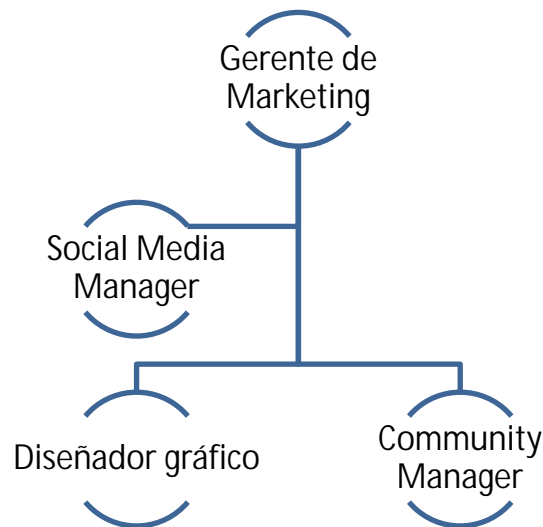 Gerente de
Marketing
Social Media
Manager
Diseñador gráfico
Community
Manager